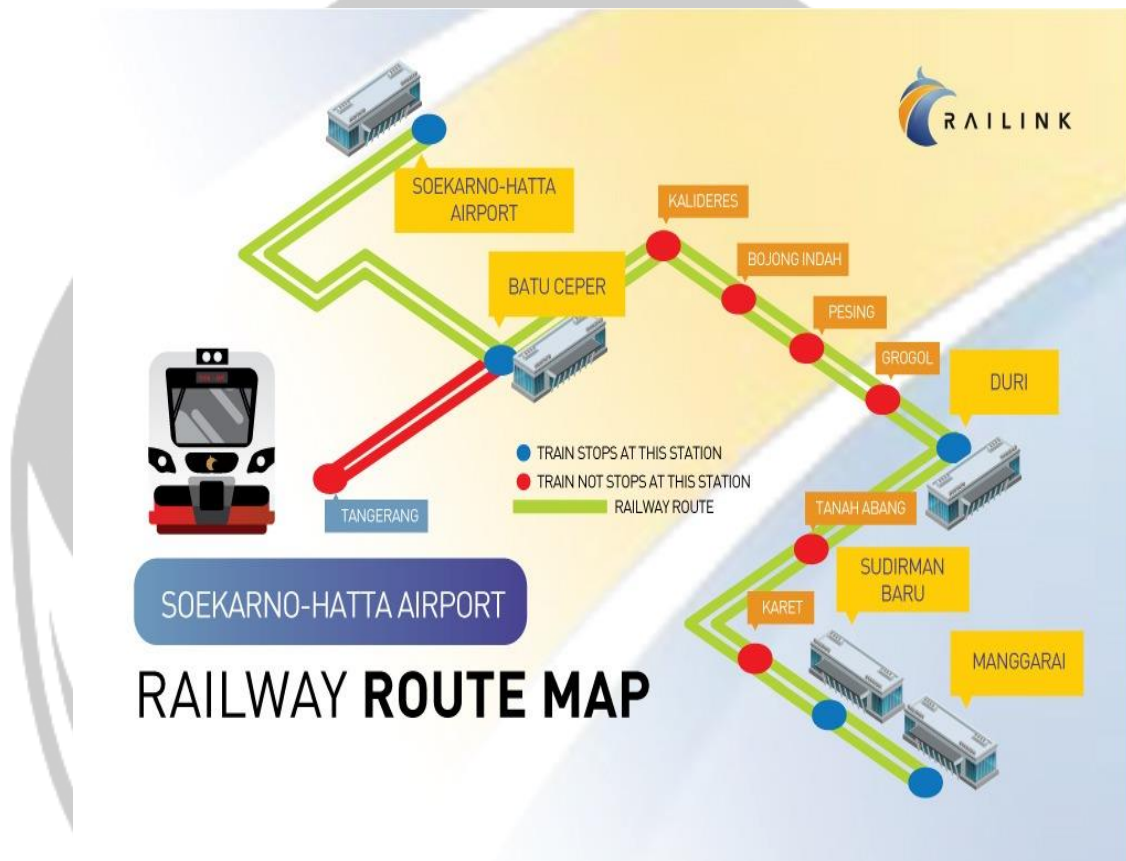 RAILINK
SOEKARNO-HATTA
AIRPORT
KALIDERES
BOJONG INDAH
BATU CEPER
PESING
GROGOL
DURI
TRAIN STOPS AT THIS STATION
TRAIN NOT STOPS AT THIS STATION
RAILWAY ROUTE
TANGERANG
TANAH ABANG
SUDIRMAN
BARU
KARET
MANGGARAI
SOEKARNO-HATTA AIRPORT
RAILWAY ROUTE MAP